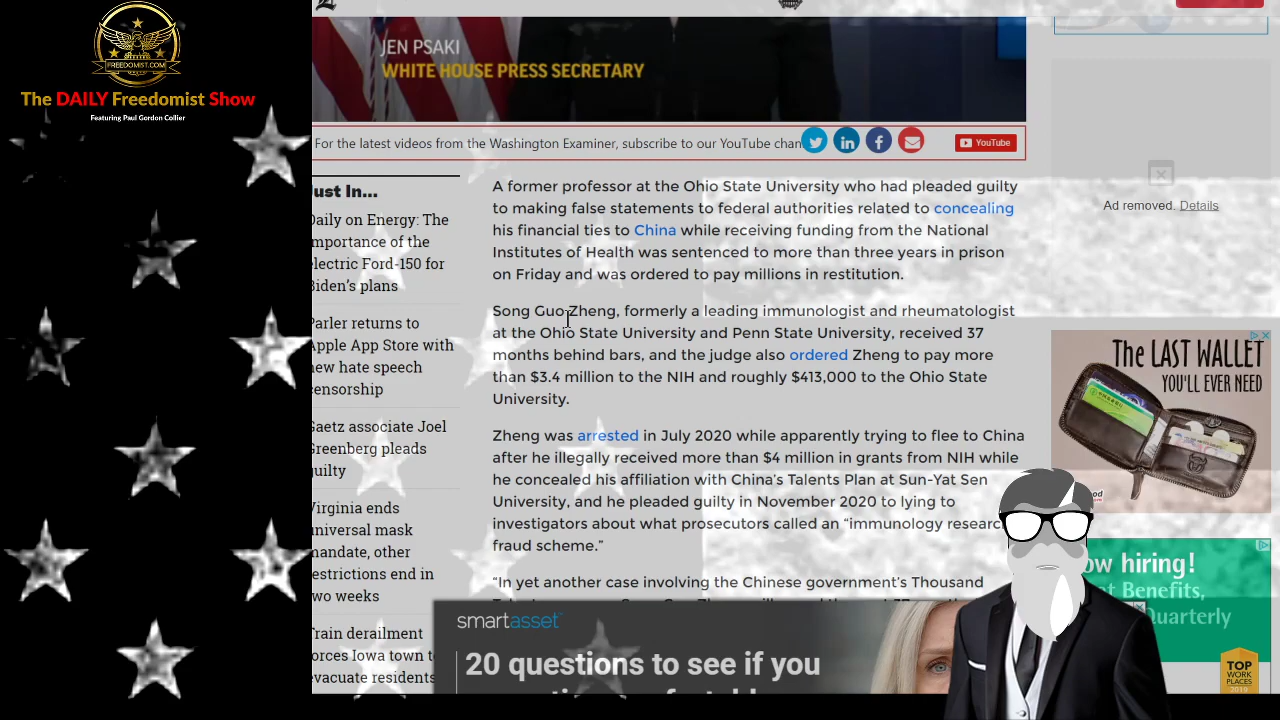 FREEDOMIST.COM
The DAILY Freedomist Show
Featuring Paul Gordon Collier
JEN PSAKI
WHITE HOUSE PRESS SECRETARY
For the latest videos from the Washington Examiner, subscribe to our YouTube chan
YouTube
Just In...
Daily on Energy: The
importance of the
electric Ford-150 for
Biden's plans
Parler returns to
Apple App Store with
new hate speech
censorship
Gaetz associate Joel
Greenberg pleads
guilty
Virginia ends
universal mask
mandate, other
restrictions end in
two weeks
Train derailment
forces Iowa town t
evacuate residents
A former professor at the Ohio State University who had pleaded guilty
to making false statements to federal authorities related to concealing
his financial ties to China while receiving funding from the National
Institutes of Health was sentenced to more than three years in prison
on Friday and was ordered to pay millions in restitution.
Song Guo Zheng, formerly a leading immunologist and rheumatologist
at the Ohio State University and Penn State University, received 37
months behind bars, and the judge also ordered Zheng to pay more
than $3.4 million to the NIH and roughly $413,000 to the Ohio State
University.
Zheng was arrested in July 2020 while apparently trying to flee to China
after he illegally received more than $4 million in grants from NIH while
he concealed his affiliation with China's Talents Plan at Sun-Yat Sen
University, and he pleaded guilty in November 2020 to lying to
investigators about what prosecutors called an “immunology researc
fraud scheme.”
“In yet another case involving the Chinese government's Thousand
smartasset
20 questions to see if you
Ad removed. Details
The LAST WALLET
YOU'LL EVER NEED
ow hiring!
t Benefits,
Quarterly
TOP
WORK
PLACES
2019